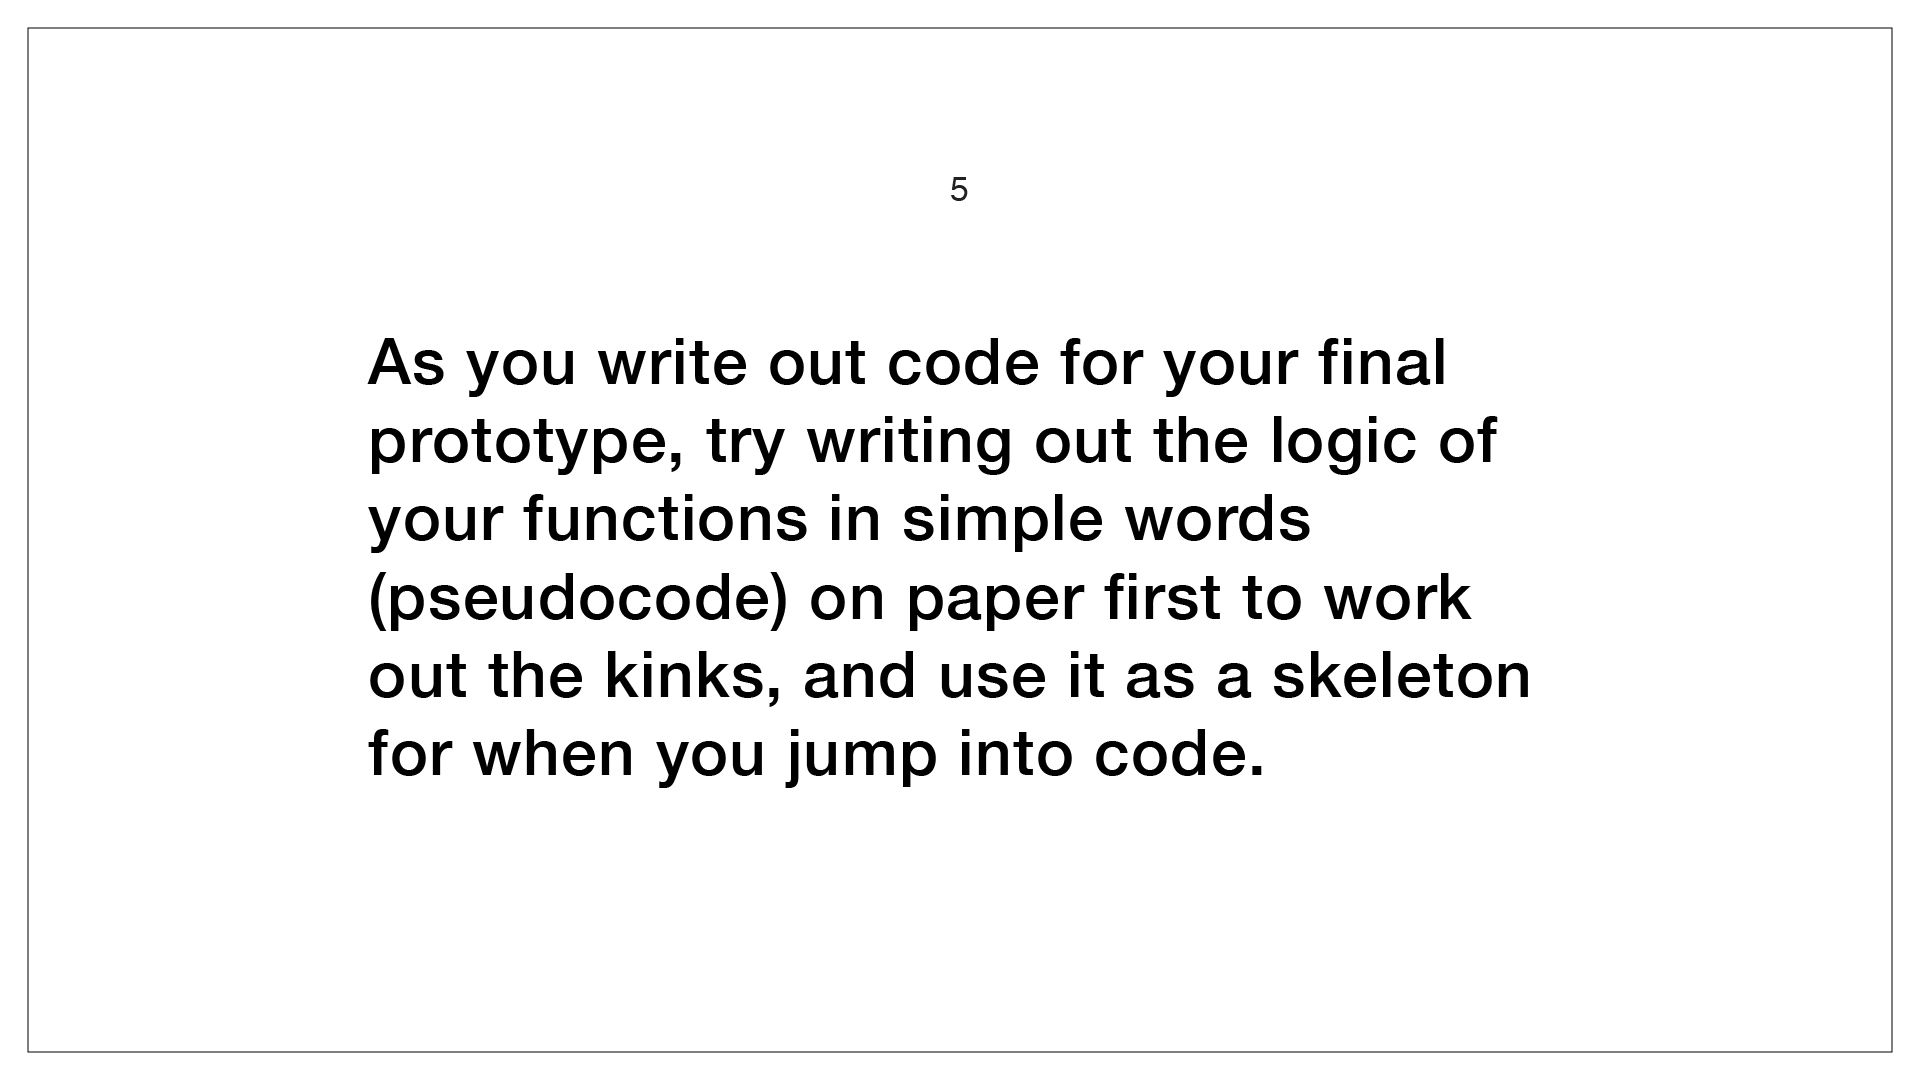 5
As you write out code for your final
prototype, try writing out the logic of
your functions in simple words
(pseudocode) on paper first to work
out the kinks, and use it as a skeleton
for when you jump into code.